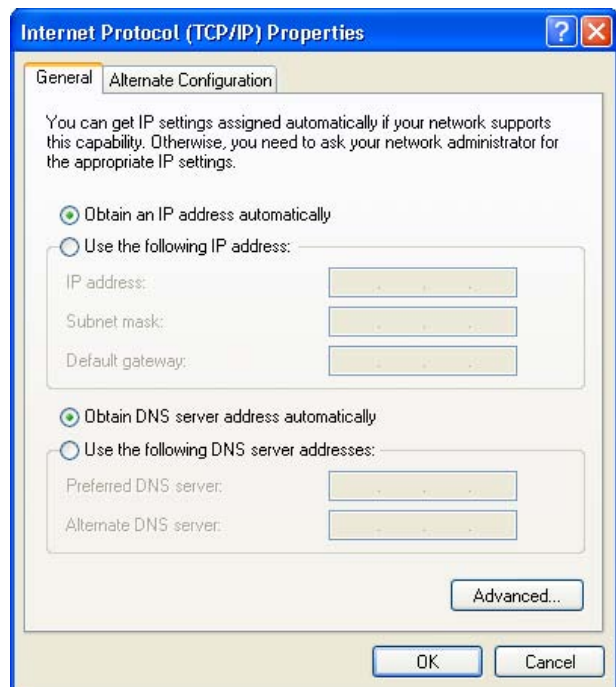 Internet Protocol (TCP/IP) Properties
General
Alternate Configuration
You can get IP settings assigned automatically if your network supports
this capability. Otherwise, you need to ask your network administrator for
the appropriate IP settings.
Obtain an IP address automatically
Use the following IP address:
IP address:
Subnet mask:
Default gateway:
Obtain DNS server address automatically
Use the following DNS server addresses:
Preferred DNS server:
Alternate DNS server:
Advanced...
OK
Cancel